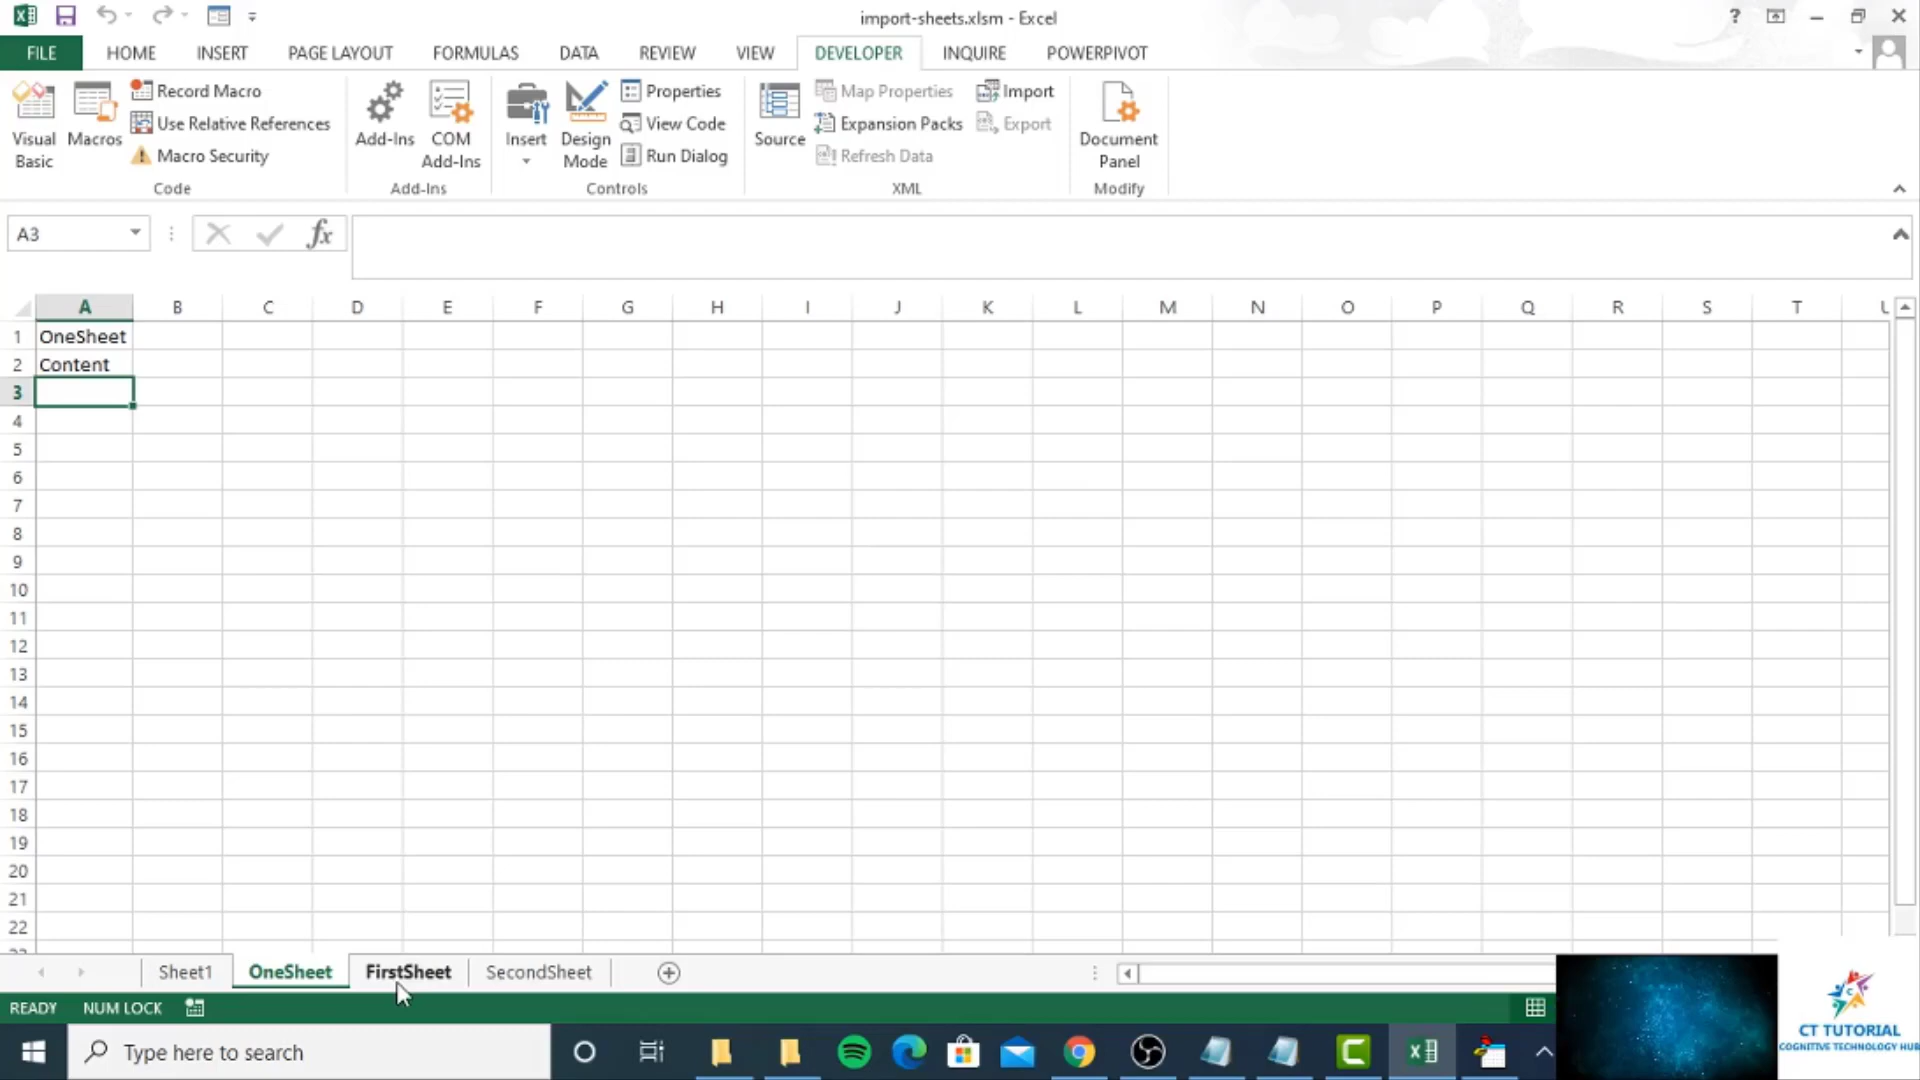 import-sheets.xlsm - Excel
?
FILE HOME INSERT PAGE LAYOUT FORMULAS DATA REVIEW VIEW DEVELOPER INQUIRE POWERPIVOT
Visual Basic
Macros
Record Macro
Use Relative References
Macro Security
Code
Add-Ins
COM Add-Ins
Add-Ins
Insert
Design Mode
Properties
View Code
Run Dialog
Controls
Source
Map Properties
Expansion Packs
Refresh Data
Import
Export
XML
Document Panel
Modify
A3
fx
A B C D E F G H I J K L M N O P Q R S T
1 OneSheet
2 Content
3
4
5
6
7
8
9
10
11
12
13
14
15
16
17
18
19
20
21
22
Sheet1 OneSheet FirstSheet SecondSheet
READY NUM LOCK
Type here to search
CT TUTORIAL
COGNITIVE TECHNOLOGY HUB